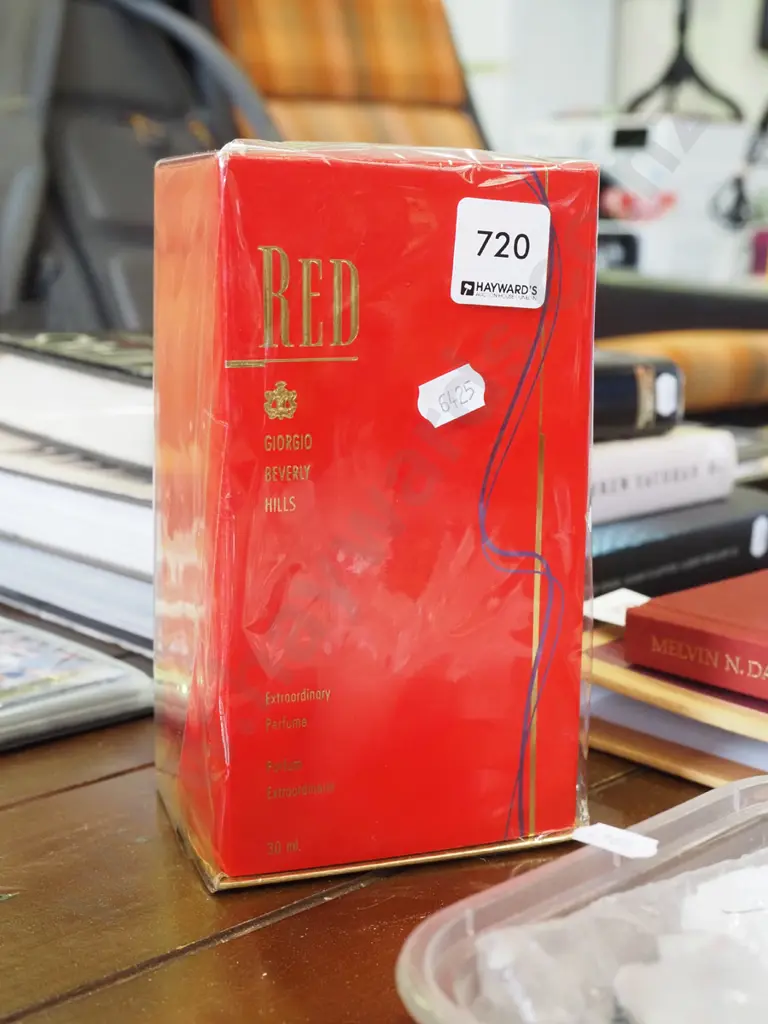 720
HAYWARD'S
RED
6425
GIORGIO
BEVERLY
HILLS
Extraordinary
Perfume
Parfum
Extraordinaire
30 ml.
MELVIN N. DA